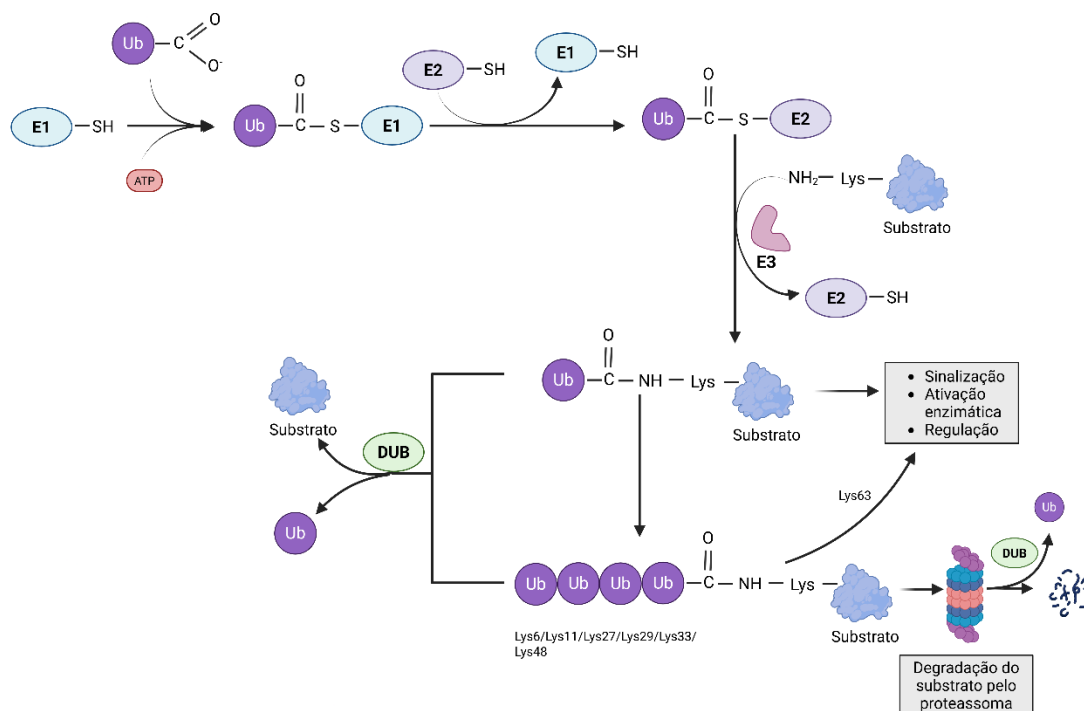 O
Ub
C
O-
E1
SH
ATP
O
Ub
C
S
E1
E2
SH
E1
SH
O
Ub
C
S
E2
NH2
Lys
Substrato
E3
E2
SH
O
Ub
C
NH
Lys
Substrato
• Sinalização
• Ativação
enzimática
• Regulação
Substrato
DUB
Ub
Lys63
O
Ub
Ub
Ub
Ub
C
NH
Lys
Substrato
Lys6/Lys11/Lys27/Lys29/Lys33/
Lys48
Ub
DUB
Degradação do
substrato pelo
proteassoma